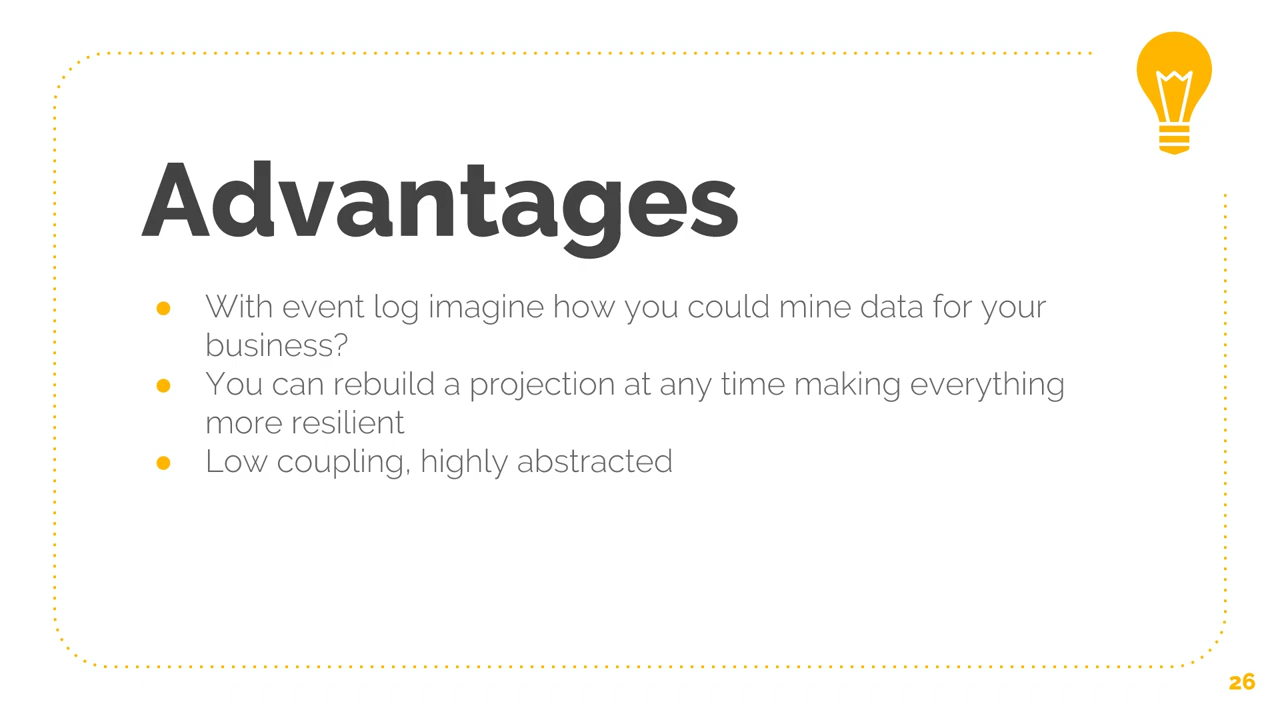 Advantages
● With event log imagine how you could mine data for your
business?
● You can rebuild a projection at any time making everything
more resilient
● Low coupling, highly abstracted
26